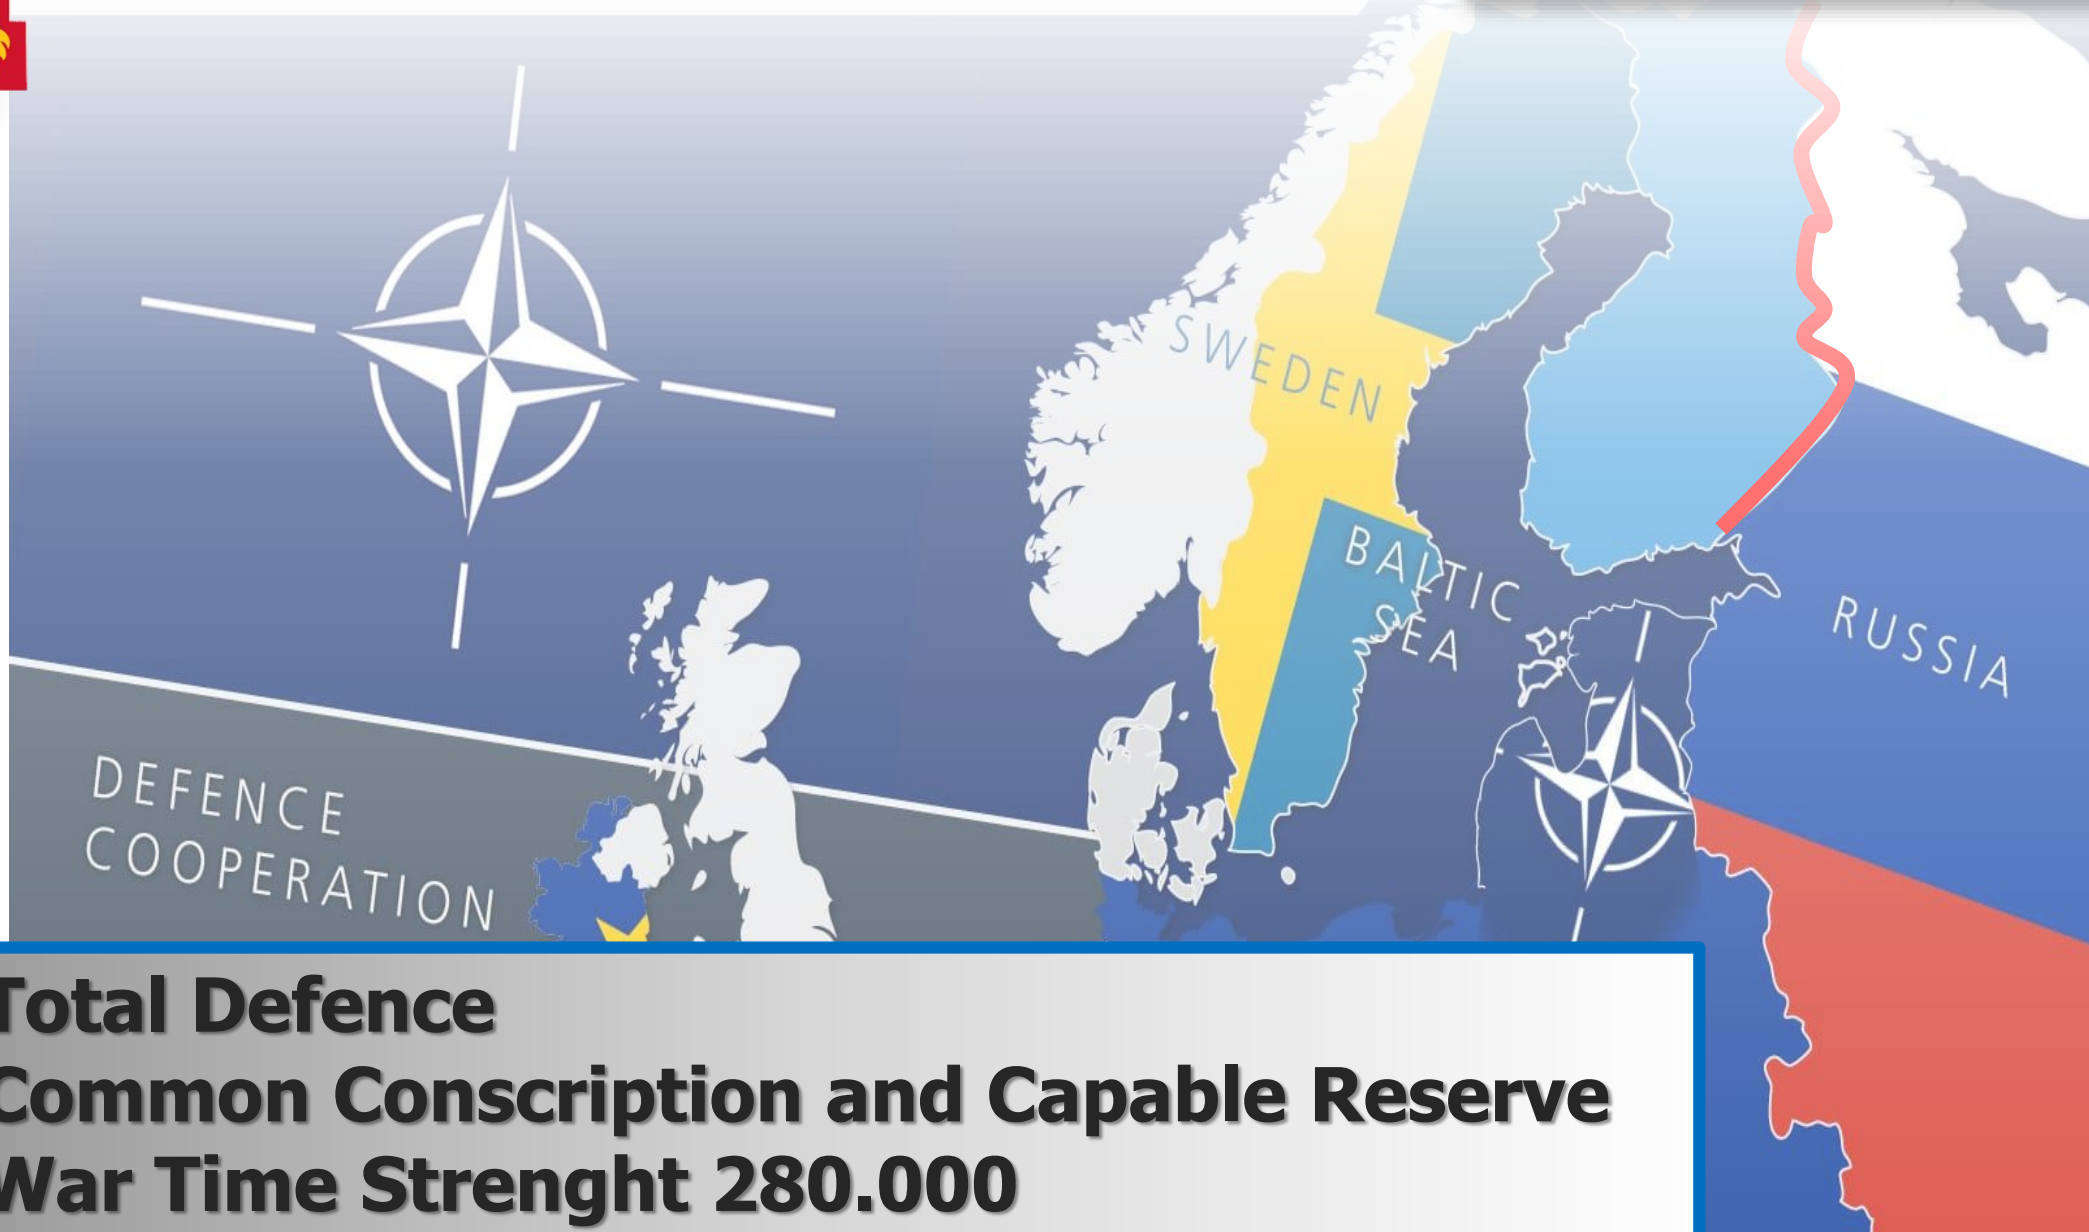 SWEDEN
BALTIC
SEA
RUSSIA
DEFENCE
COOPERATION
Total Defence
Common Conscription and Capable Reserve
War Time Strenght 280.000